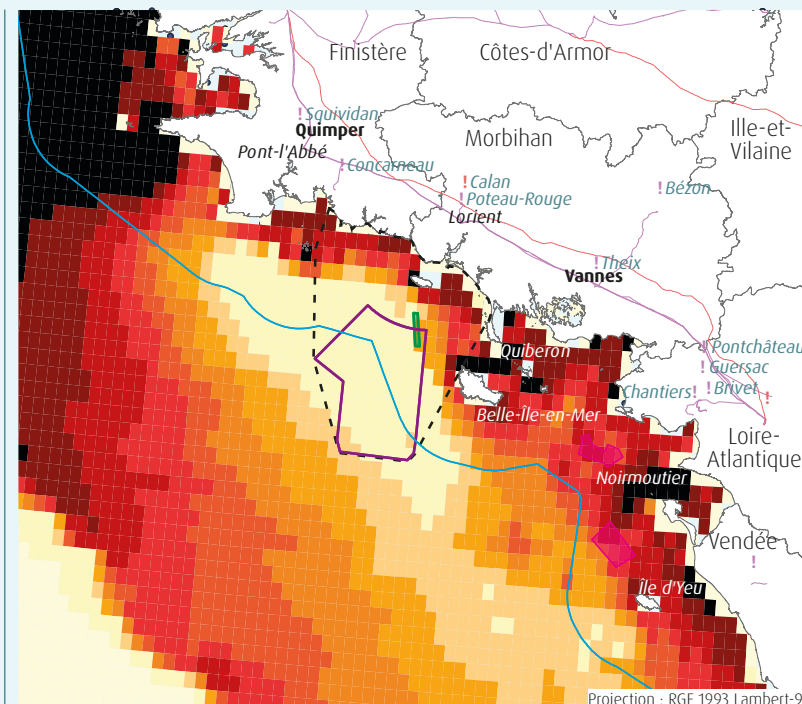 Finistère
Côtes-d'Armor
Squividan
Quimper
Morbihan
Ille-et-
Vilaine
Pont-l'Abbé
Concarneau
Calan
Poteau-Rouge
Bézon
Lorient
Theix
Vannes
Quiberon
Pontchâteau
Guersac
Chantiers
Brivet
Belle-Île-en-Mer
Loire-
Atlantique
Noirmoutier
Vendée
Île d'Yeu
Projection : RGF 1993 Lambert-9